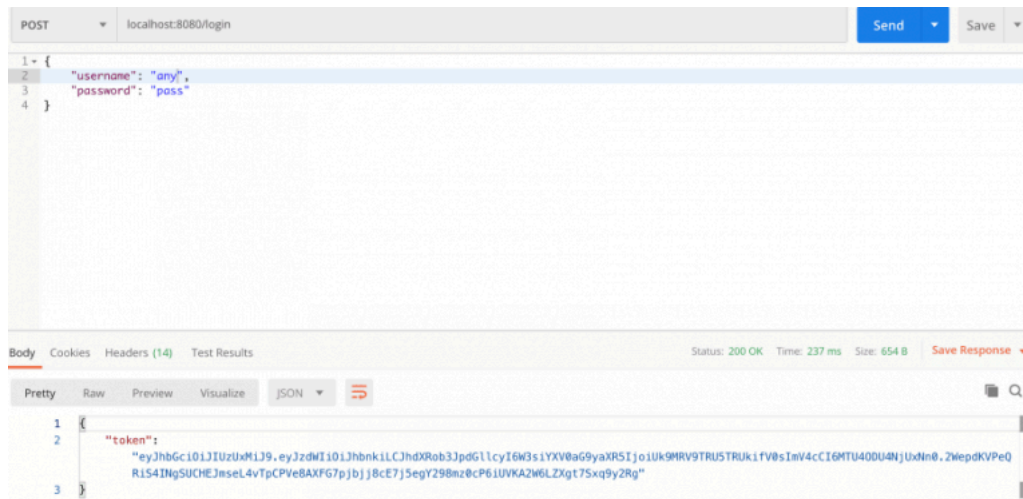 POST localhost:8080/login Send Save
1 {
2 "username": "any",
3 "password": "pass"
4 }
Body Cookies Headers (14) Test Results Status: 200 OK Time: 237 ms Size: 654 B Save Response
Pretty Raw Preview Visualize JSON
1 {
2 "token":
"eyJhbGciOiJIUzUxMiJ9.eyJzdWIiOiJhbnkiLCJhdXRob3JpdGllcyI6W3siYXV0aG9yaXR5IjoiUk9MRV9TRU5TRUkifV0sImV4cCI6MTU4ODU4NjUxNn0.2WepdKVPeQ
RiS4INgSUCHEJmseL4vTpCPVe8AXFG7pjbjj8cE7j5egY298mz0cP6iUVKA2W6LZXgt7Sxq9y2Rg"
3 }